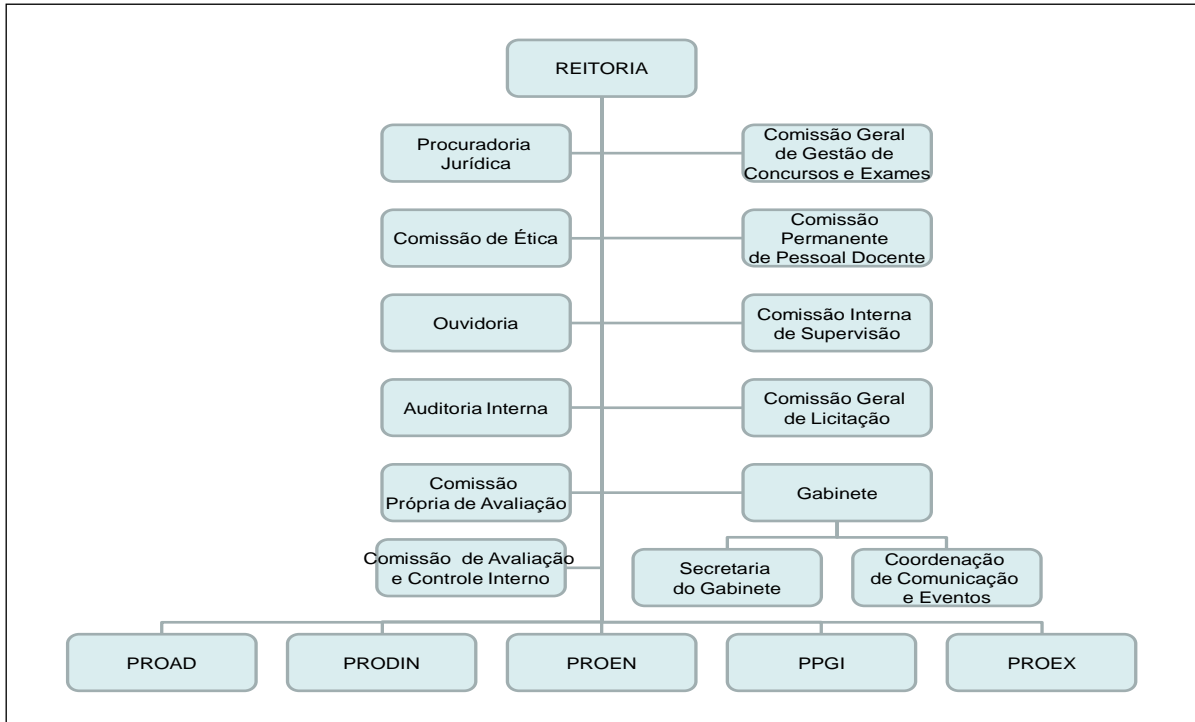 REITORIA
Procuradoria
Jurídica
Comissão Geral
de Gestão de
Concursos e Exames
Comissão de Ética
Comissão
Permanente
de Pessoal Docente
Ouvidoria
Comissão Interna
de Supervisão
Auditoria Interna
Comissão Geral
de Licitação
Comissão
Própria de Avaliação
Gabinete
Comissão de Avaliação
e Controle Interno
Secretaria
do Gabinete
Coordenação
de Comunicação
e Eventos
PROAD
PRODIN
PROEN
PPGI
PROEX